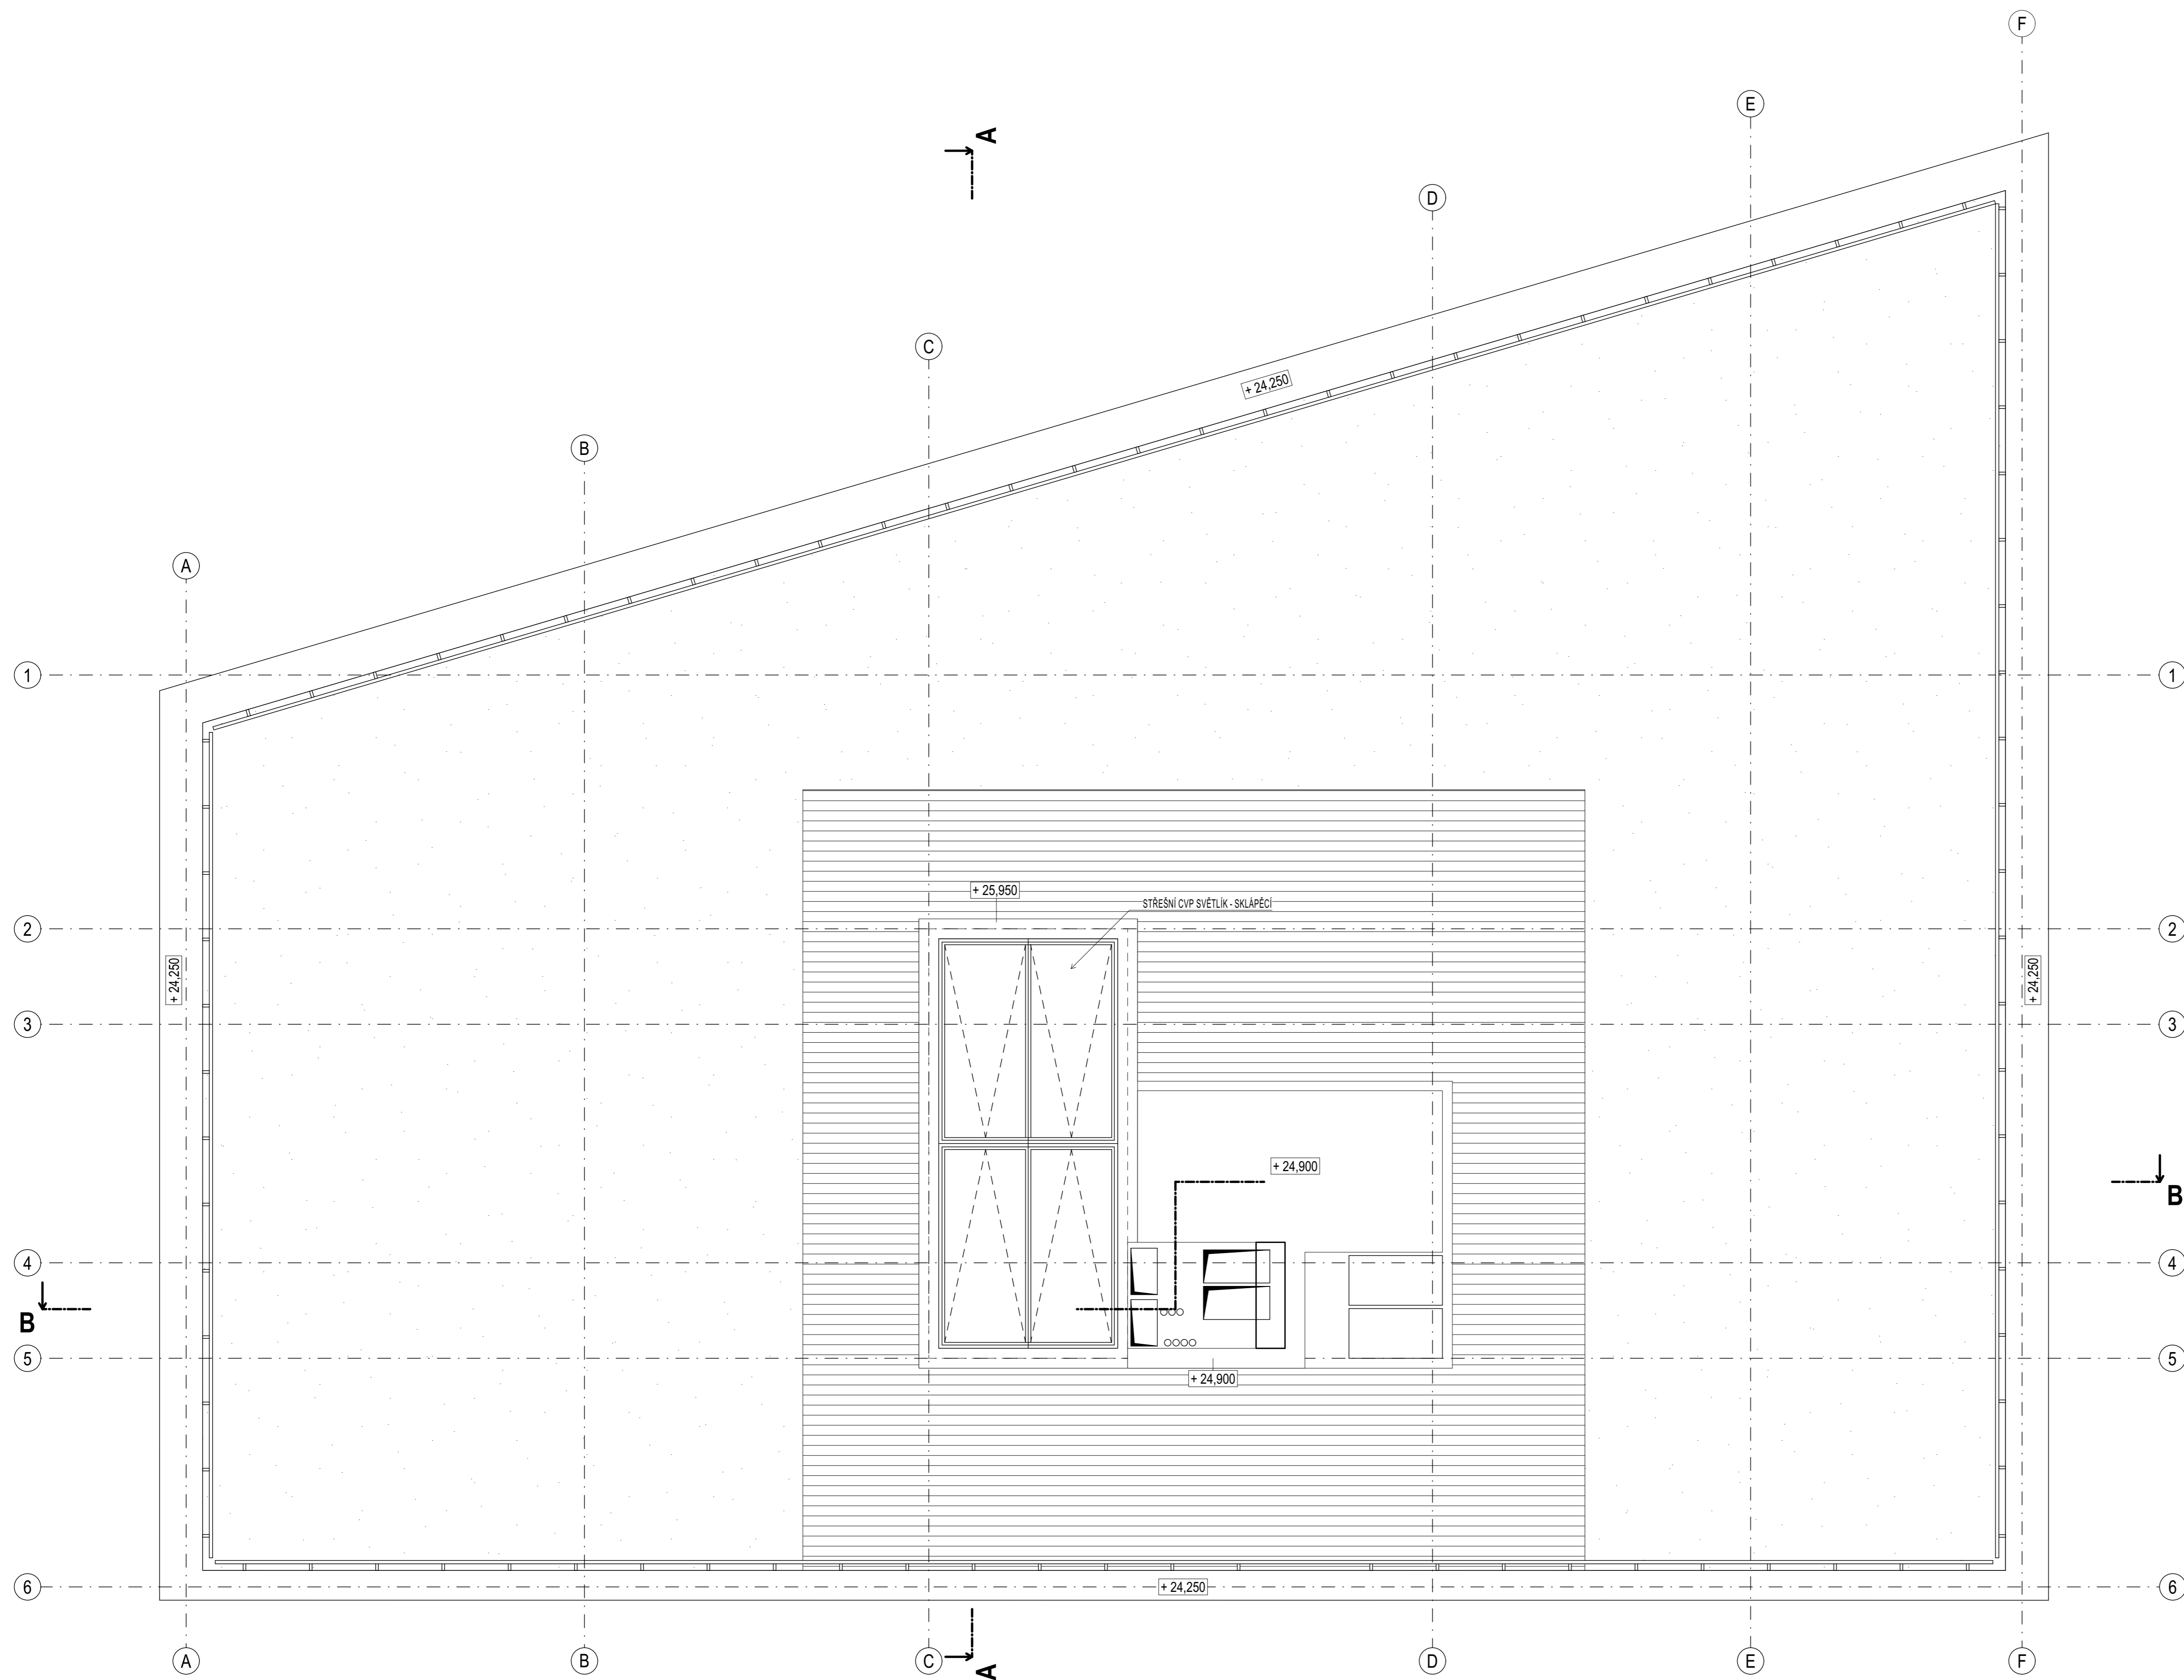 F
E
A
D
C
+ 24,250
B
A
1
1
+ 25,950
STŘEŠNÍ CVP SVĚTLÍK - SKLÁPĚCÍ
2
2
+ 24,250
+ 24,250
3
3
+ 24,900
B
4
4
B
5
5
+ 24,900
6
+ 24,250
6
A
B
C
A
D
E
F